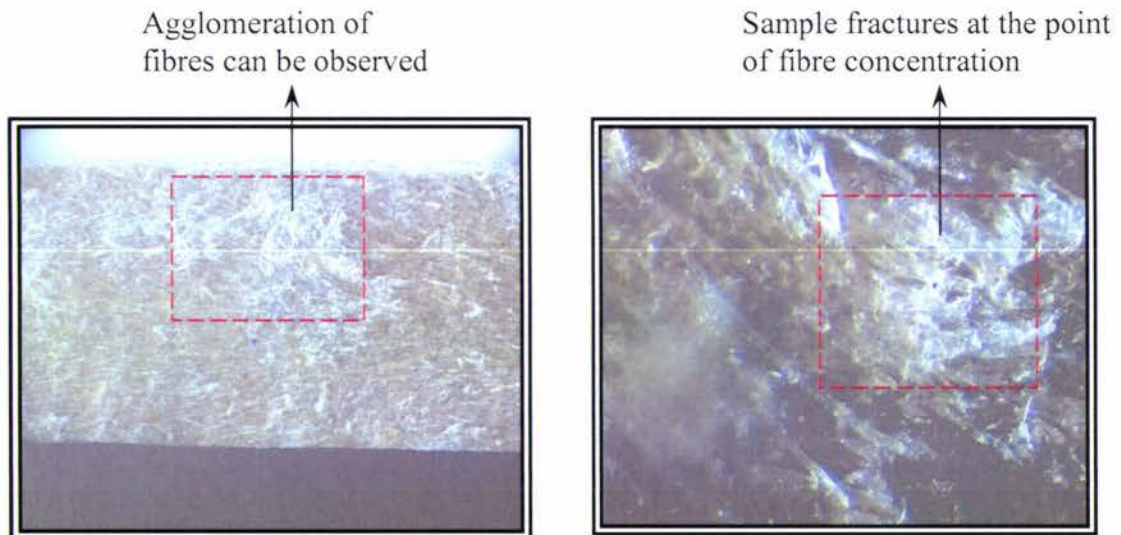 Agglomeration of
fibres can be observed
Sample fractures at the point
of fibre concentration